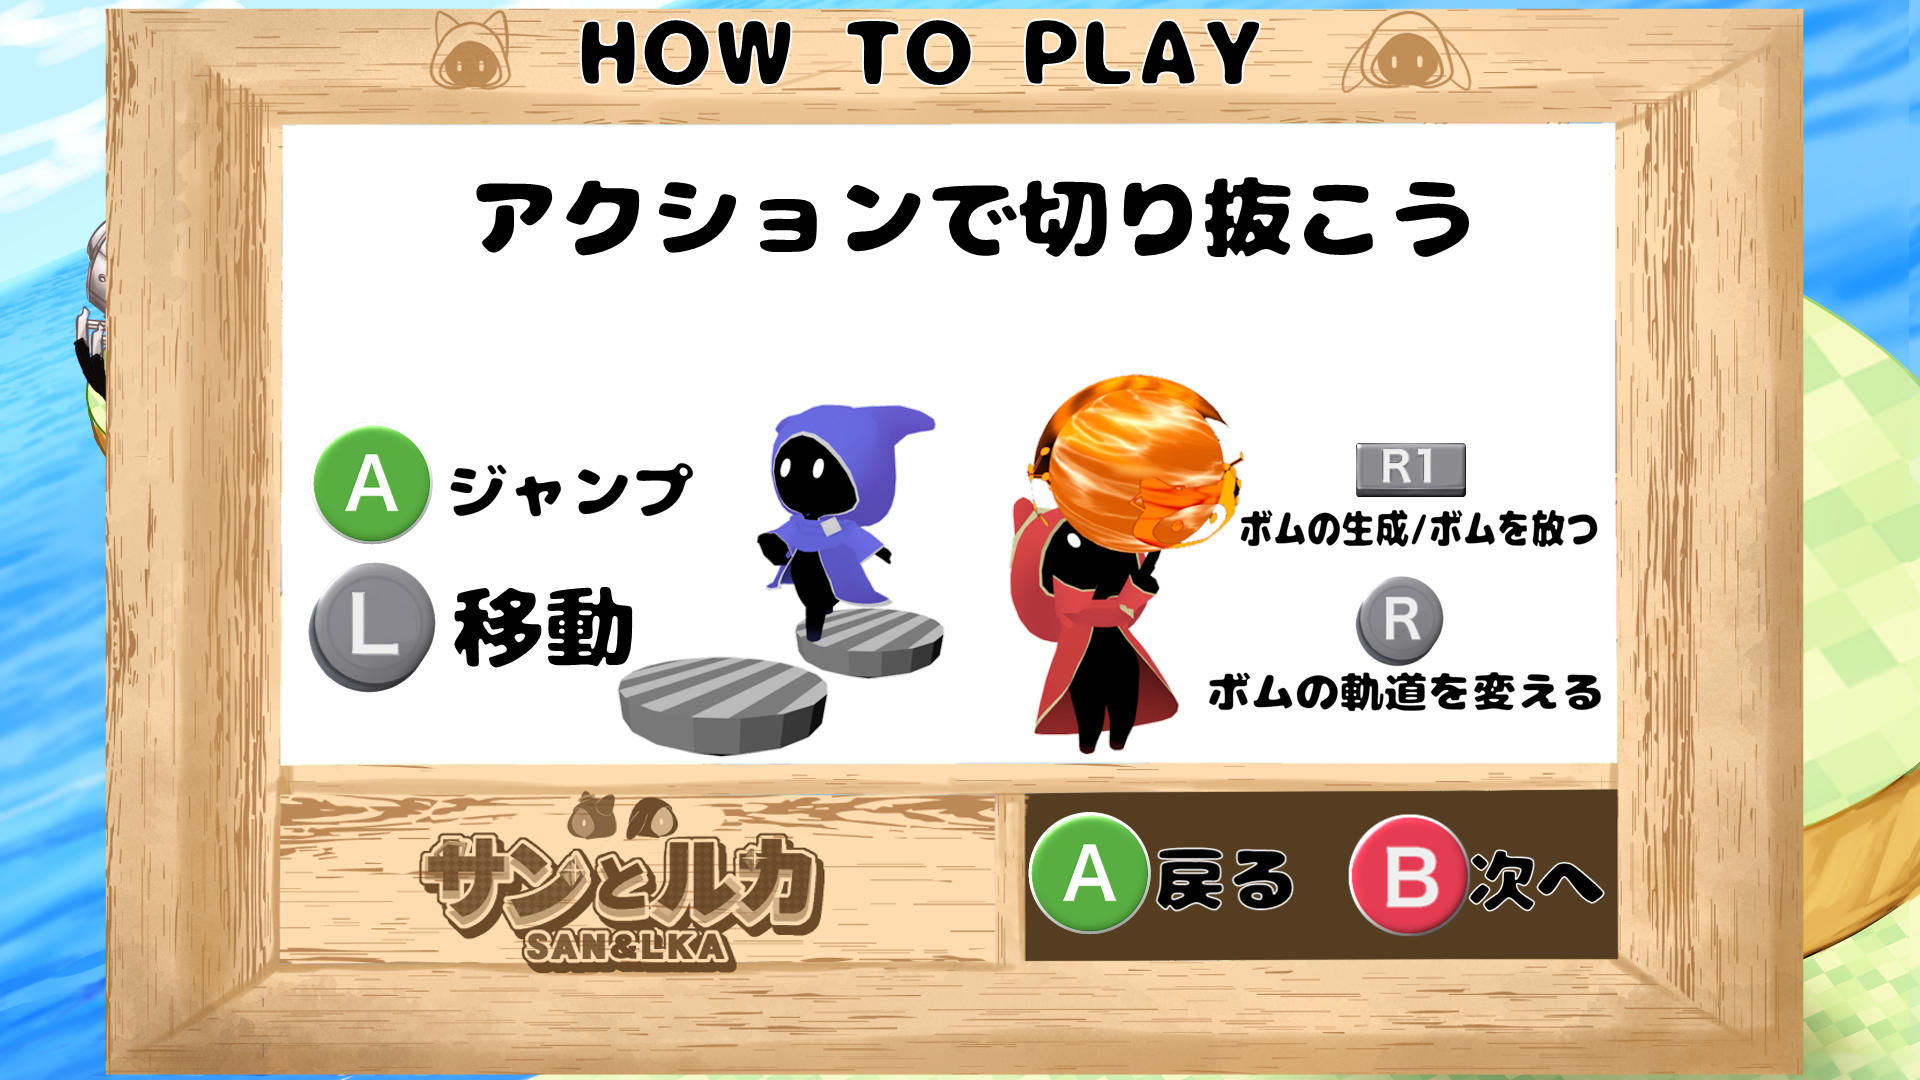 HOW TO PLAY
アクションで切り抜こう
A ジャンプ
L 移動
R1
ボムの生成/ボムを放つ
R
ボムの軌道を変える
サンとルカ
SAN&LKA
A 戻る B 次へ